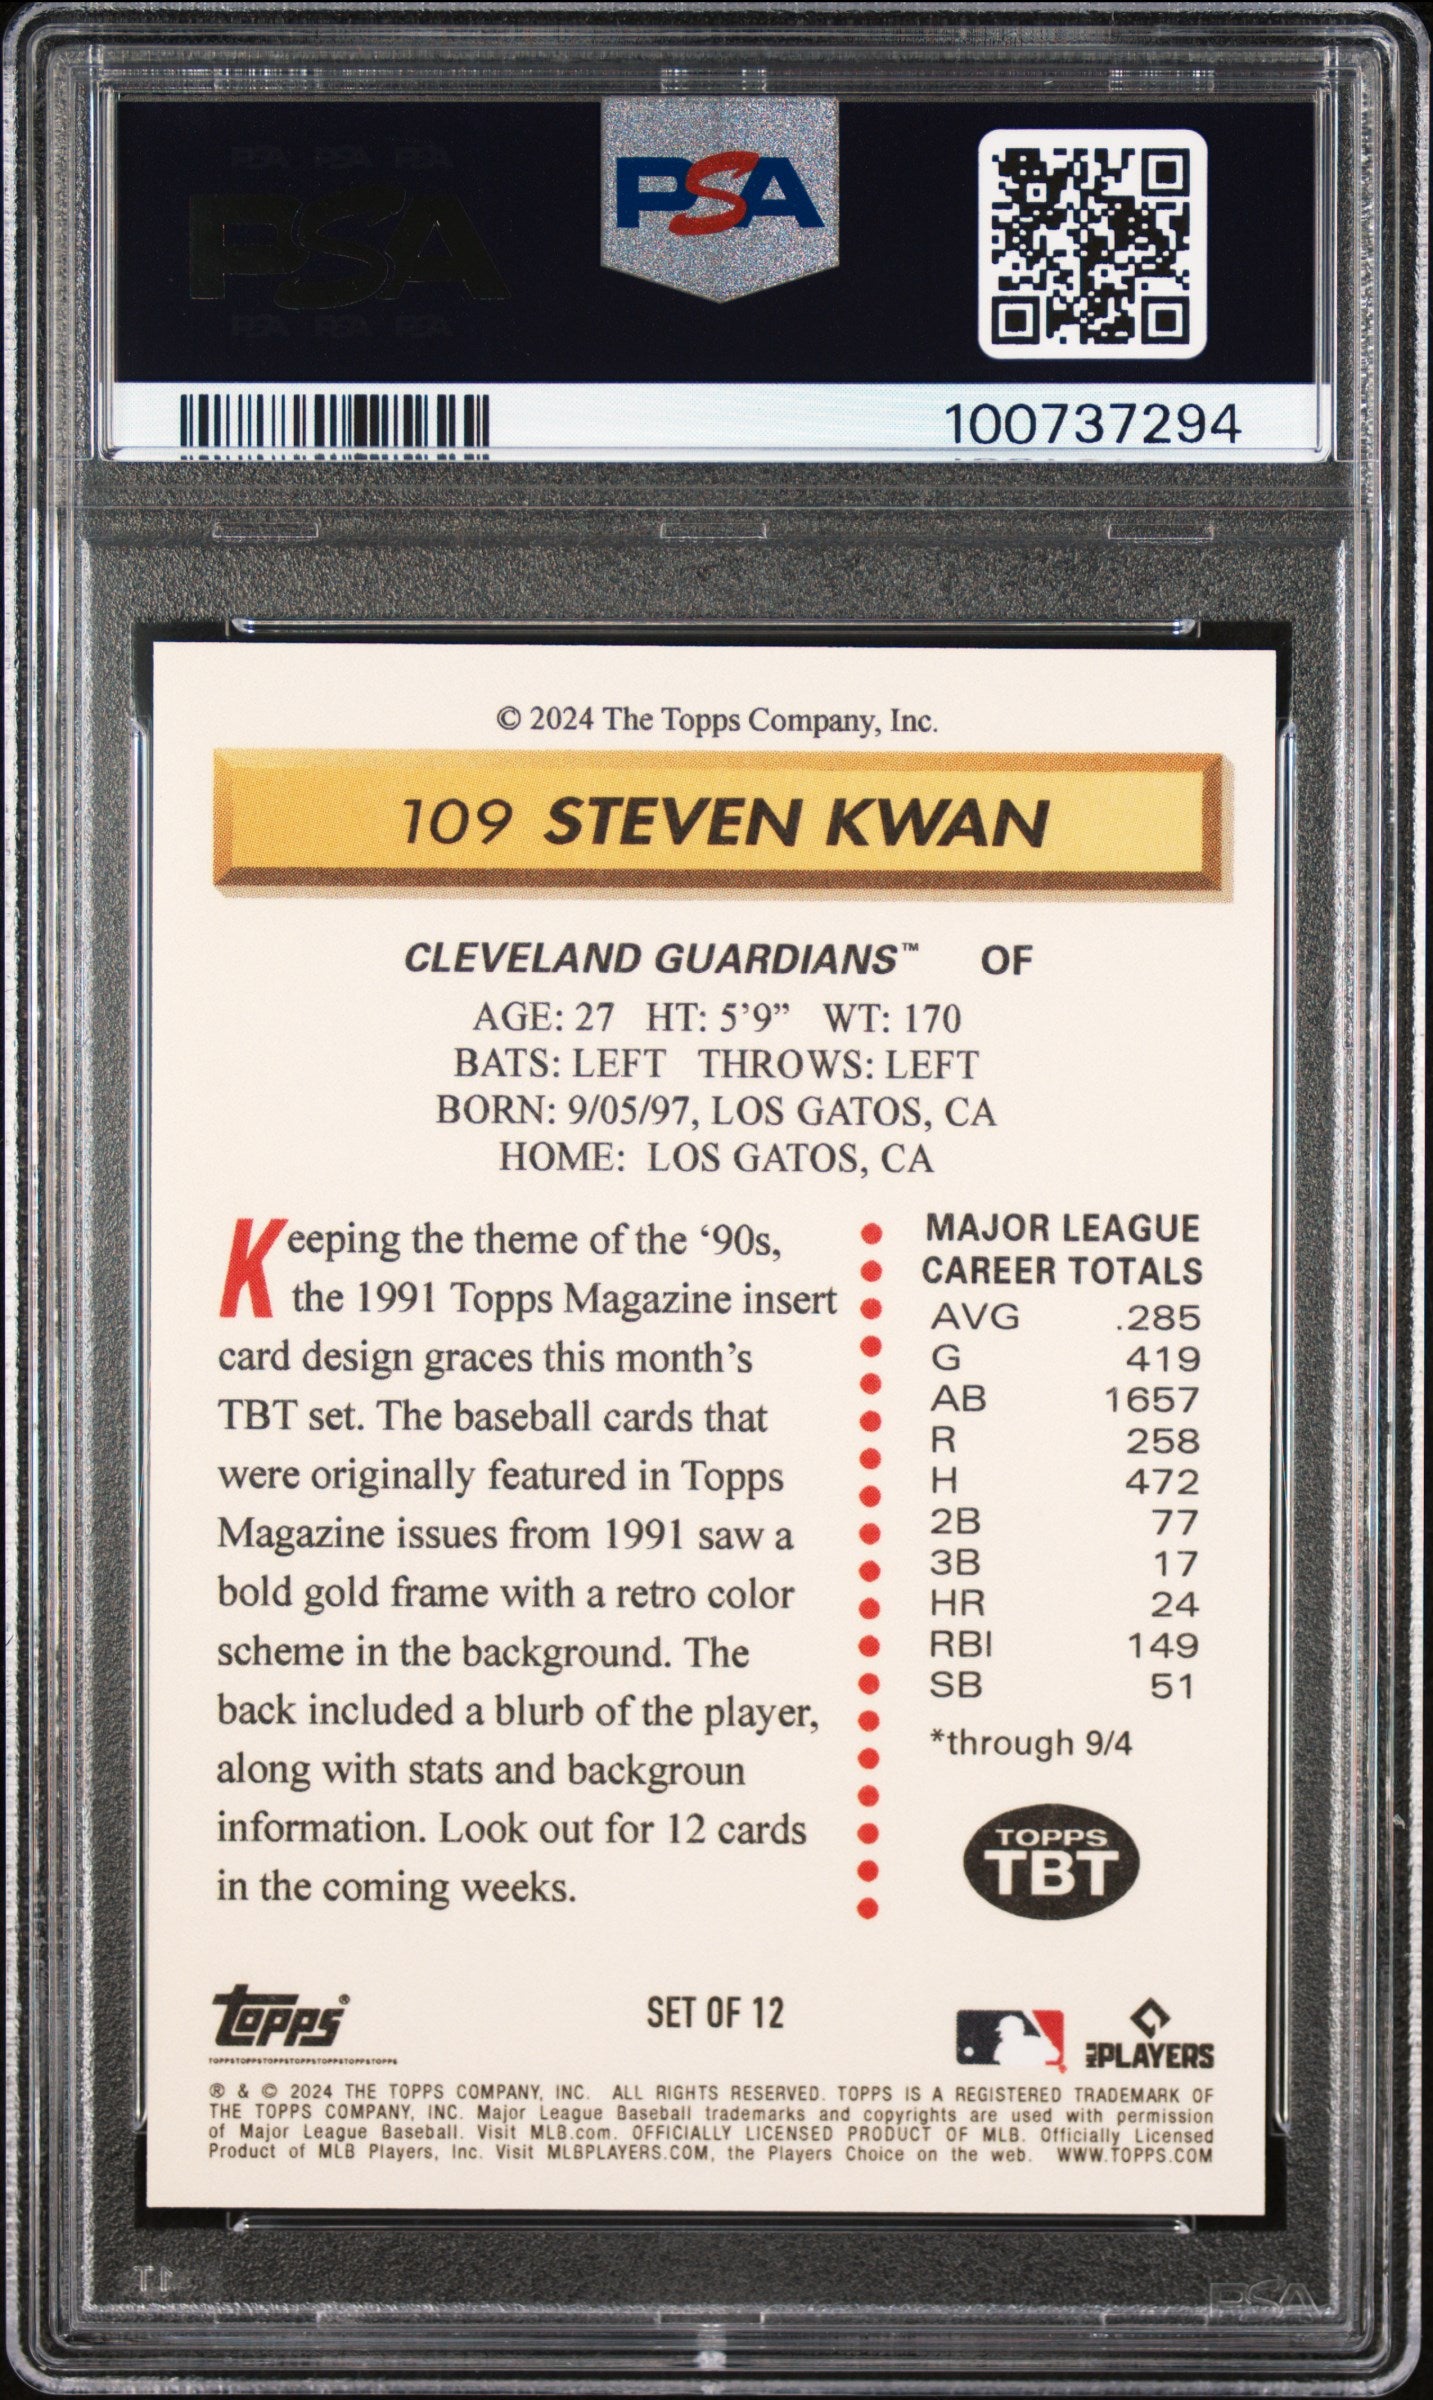 PSA
100737294
© 2024 The Topps Company, Inc.
109 STEVEN KWAN
CLEVELAND GUARDIANS™ OF
AGE: 27 HT: 5'9” WT: 170
BATS: LEFT THROWS: LEFT
BORN: 9/05/97, LOS GATOS, CA
HOME: LOS GATOS, CA
Keeping the theme of the ‘90s,
the 1991 Topps Magazine insert
card design graces this month’s
TBT set. The baseball cards that
were originally featured in Topps
Magazine issues from 1991 saw a
bold gold frame with a retro color
scheme in the background. The
back included a blurb of the player,
along with stats and backgroun
information. Look out for 12 cards
in the coming weeks.
MAJOR LEAGUE
CAREER TOTALS
AVG .285
G 419
AB 1657
R 258
H 472
2B 77
3B 17
HR 24
RBI 149
SB 51
*through 9/4
TOPPS
TBT
Topps®
TOPPSTOPPSTOPPSTOPPSTOPPSTOPPSTOPPS
SET OF 12
MLB PLAYERS
® & © 2024 THE TOPPS COMPANY, INC. ALL RIGHTS RESERVED. TOPPS IS A REGISTERED TRADEMARK OF
THE TOPPS COMPANY, INC. Major League Baseball trademarks and copyrights are used with permission
of Major League Baseball. Visit MLB.com. OFFICIALLY LICENSED PRODUCT OF MLB. Officially Licensed
Product of MLB Players, Inc. Visit MLBPLAYERS.COM, the Players Choice on the web. WWW.TOPPS.COM
PSA